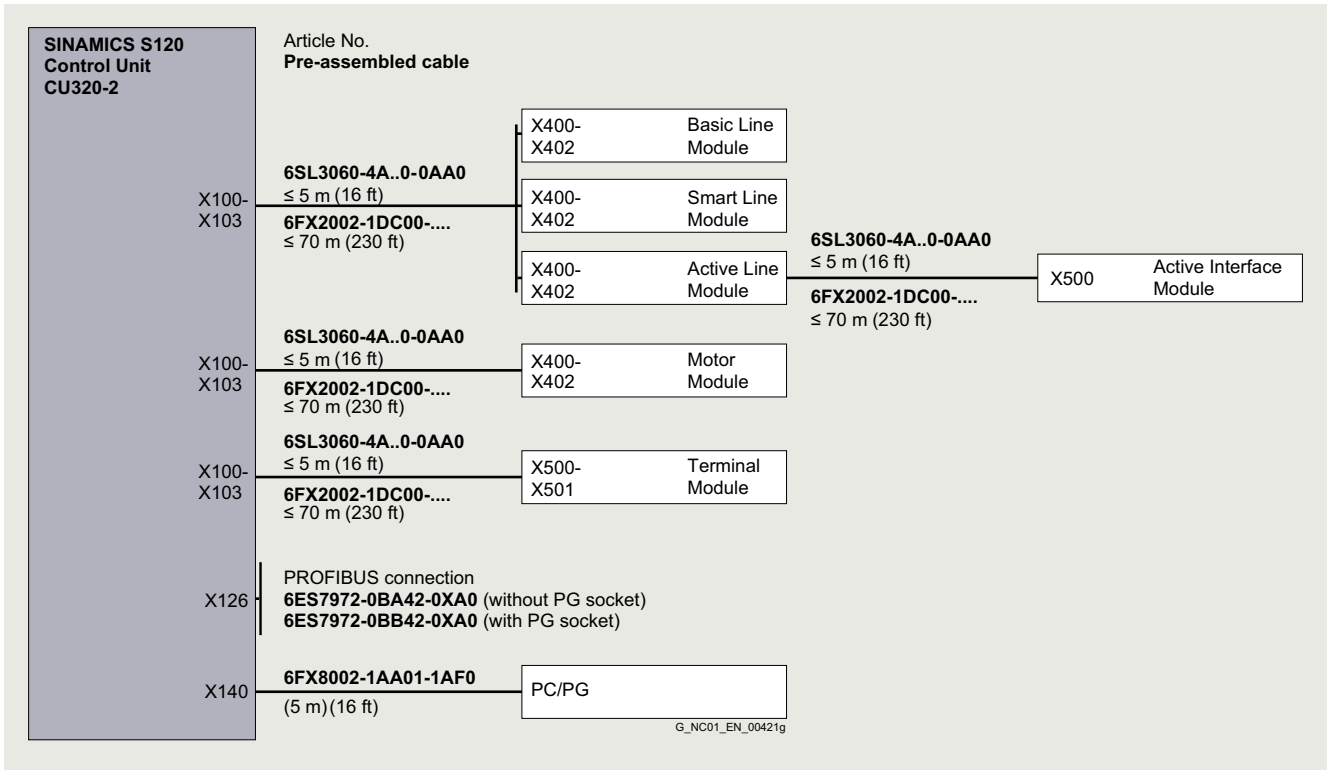 SINAMICS S120
Control Unit
CU320-2
Article No.
Pre-assembled cable
X100-
X103
6SL3060-4A..0-0AA0
≤ 5 m (16 ft)
6FX2002-1DC00-....
≤ 70 m (230 ft)
X400-
X402
Basic Line
Module
X400-
X402
Smart Line
Module
X400-
X402
Active Line
Module
6SL3060-4A..0-0AA0
≤ 5 m (16 ft)
6FX2002-1DC00-....
≤ 70 m (230 ft)
X500
Active Interface
Module
X100-
X103
6SL3060-4A..0-0AA0
≤ 5 m (16 ft)
6FX2002-1DC00-....
≤ 70 m (230 ft)
X400-
X402
Motor
Module
X100-
X103
6SL3060-4A..0-0AA0
≤ 5 m (16 ft)
6FX2002-1DC00-....
≤ 70 m (230 ft)
X500-
X501
Terminal
Module
X126
PROFIBUS connection
6ES7972-0BA42-0XA0 (without PG socket)
6ES7972-0BB42-0XA0 (with PG socket)
X140
6FX8002-1AA01-1AF0
(5 m)(16 ft)
PC/PG
G_NC01_EN_00421g